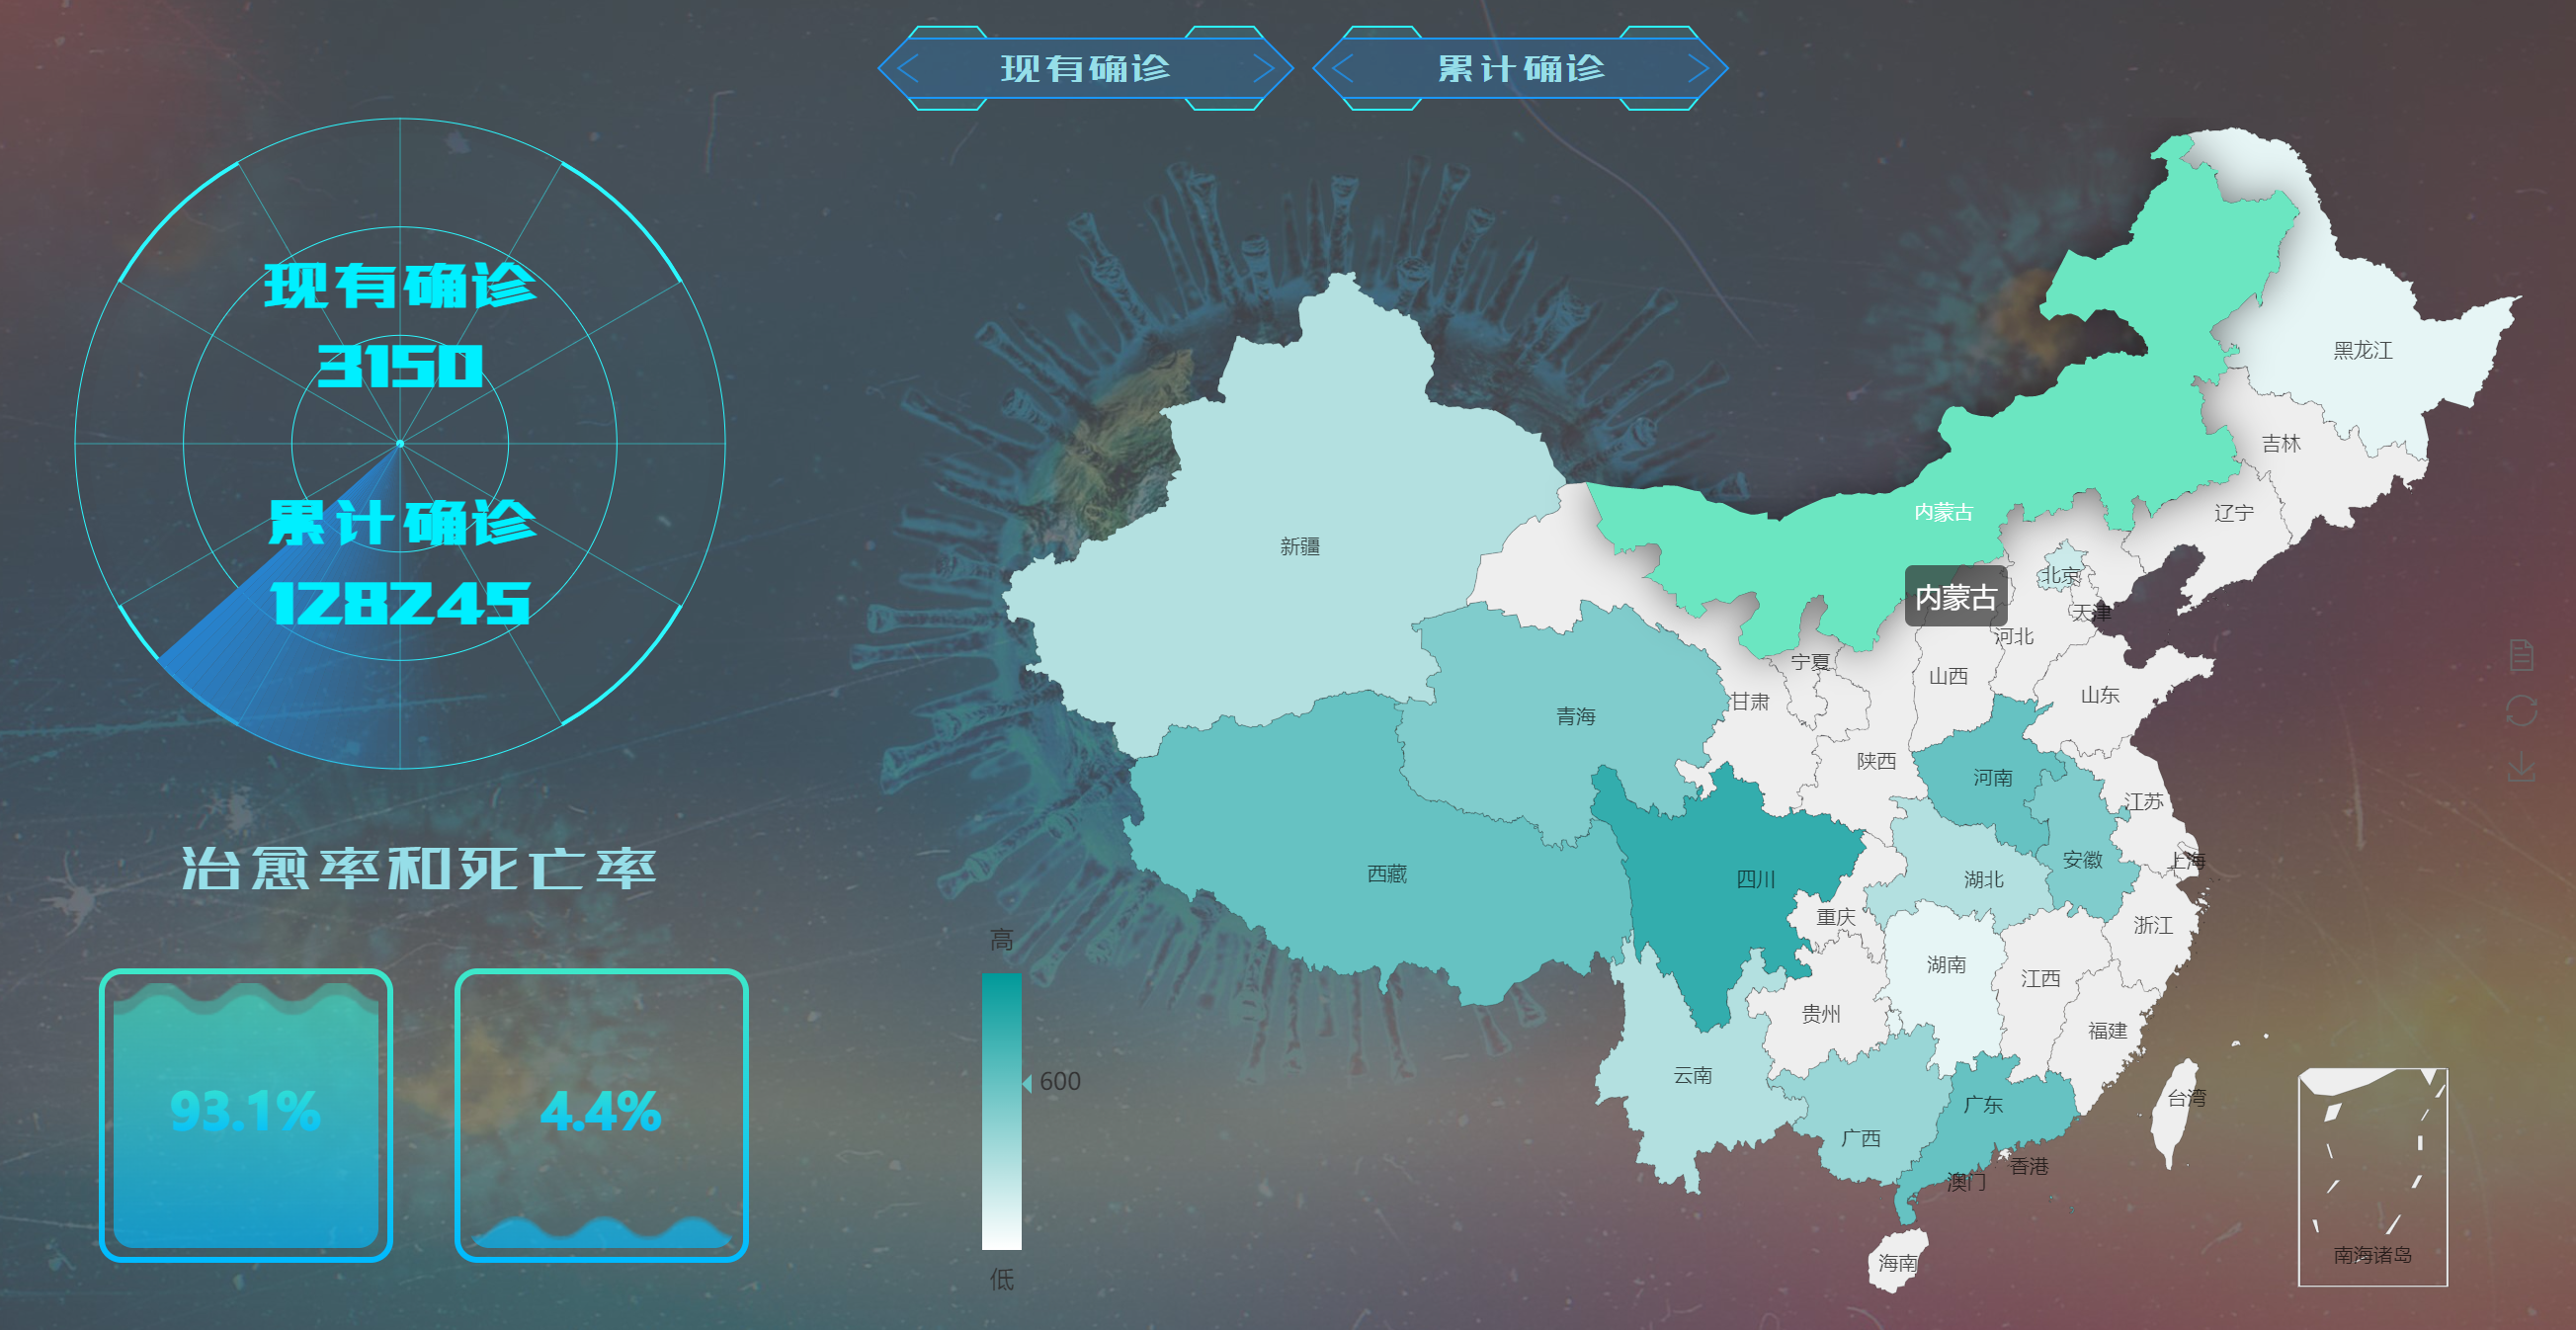 现有确诊
累计确诊
现有确诊
3150
累计确诊
128245
治愈率和死亡率
93.1%
4.4%
高
600
低
黑龙江
吉林
辽宁
内蒙古
内蒙古
新疆
北京
天津
河北
宁夏
山西
山东
甘肃
青海
陕西
河南
江苏
安徽
上海
西藏
四川
湖北
重庆
浙江
湖南
江西
贵州
福建
云南
台湾
广东
广西
香港
澳门
海南
南海诸岛